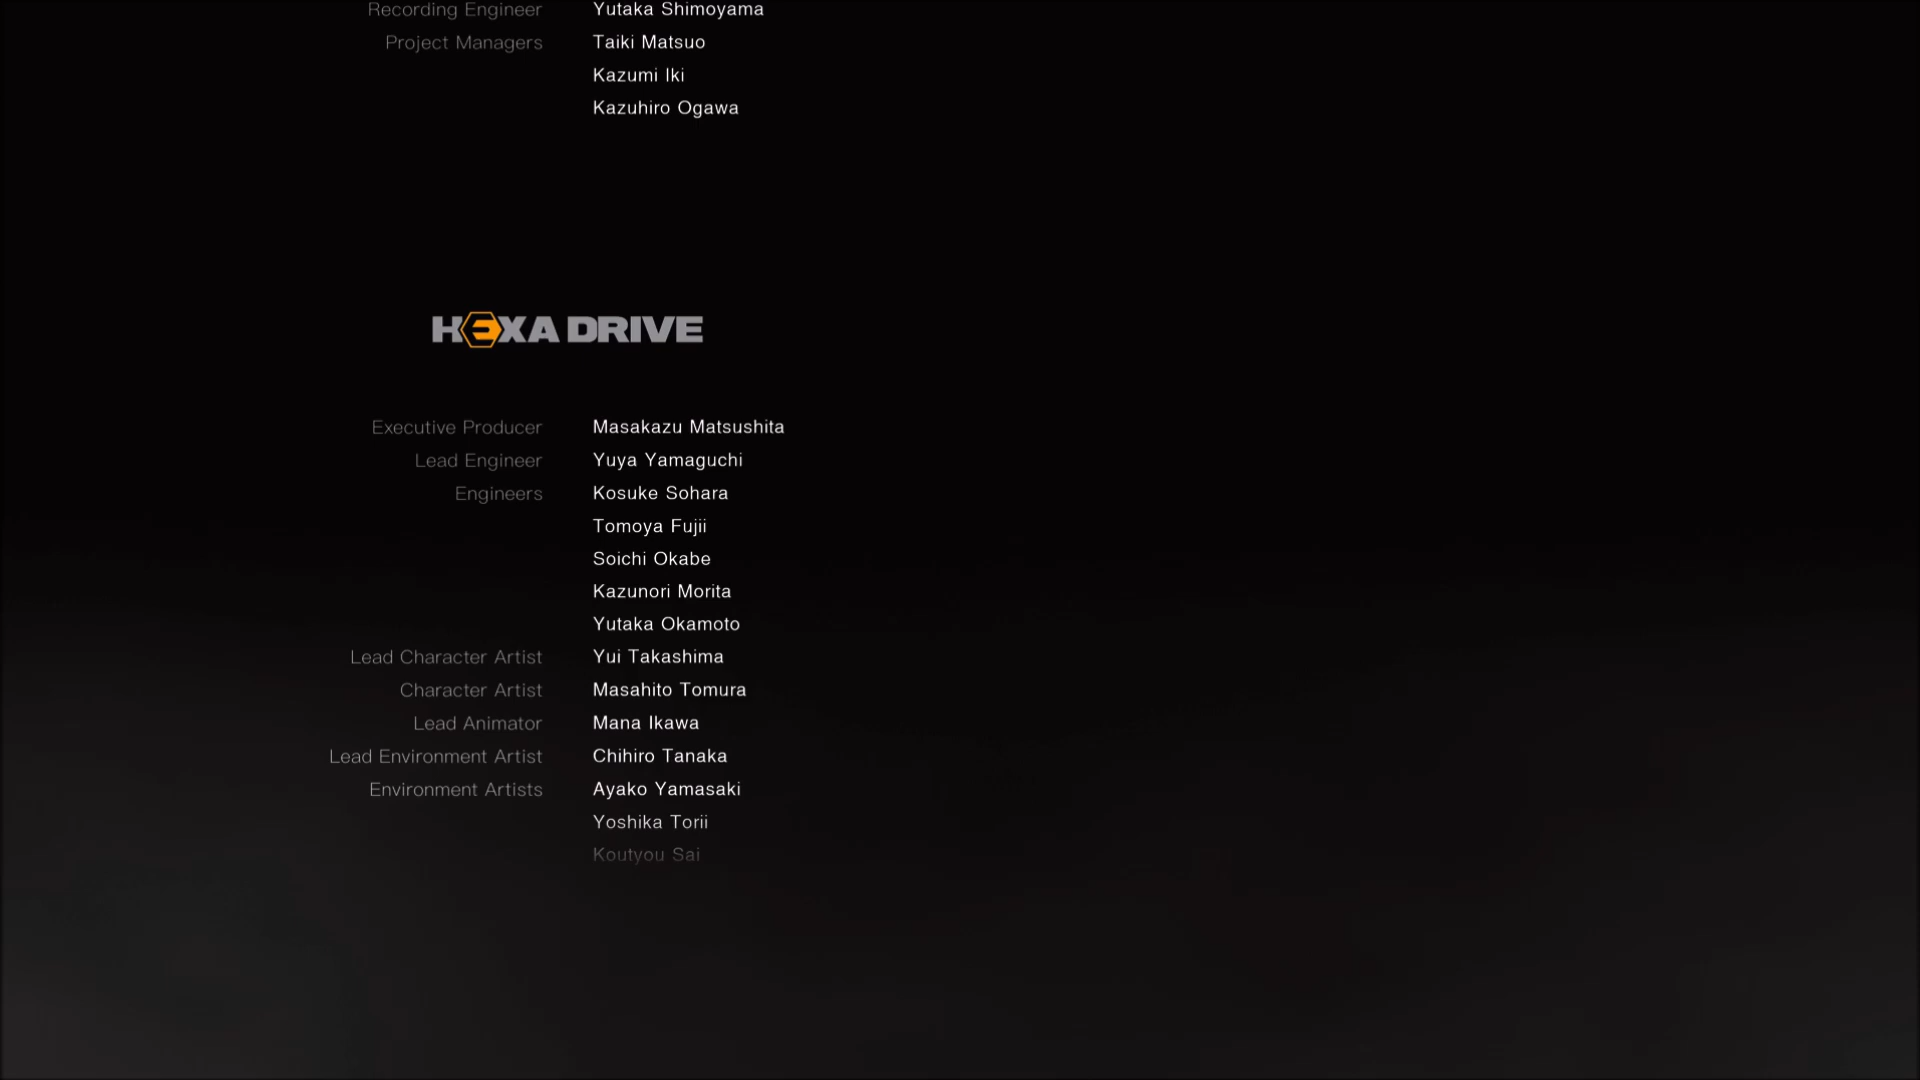 Recording Engineer Yutaka Shimoyama
Project Managers Taiki Matsuo
Kazumi Iki
Kazuhiro Ogawa
HEXA DRIVE
Executive Producer Masakazu Matsushita
Lead Engineer Yuya Yamaguchi
Engineers Kosuke Sohara
Tomoya Fujii
Soichi Okabe
Kazunori Morita
Yutaka Okamoto
Lead Character Artist Yui Takashima
Character Artist Masahito Tomura
Lead Animator Mana Ikawa
Lead Environment Artist Chihiro Tanaka
Environment Artists Ayako Yamasaki
Yoshika Torii
Koutyou Sai